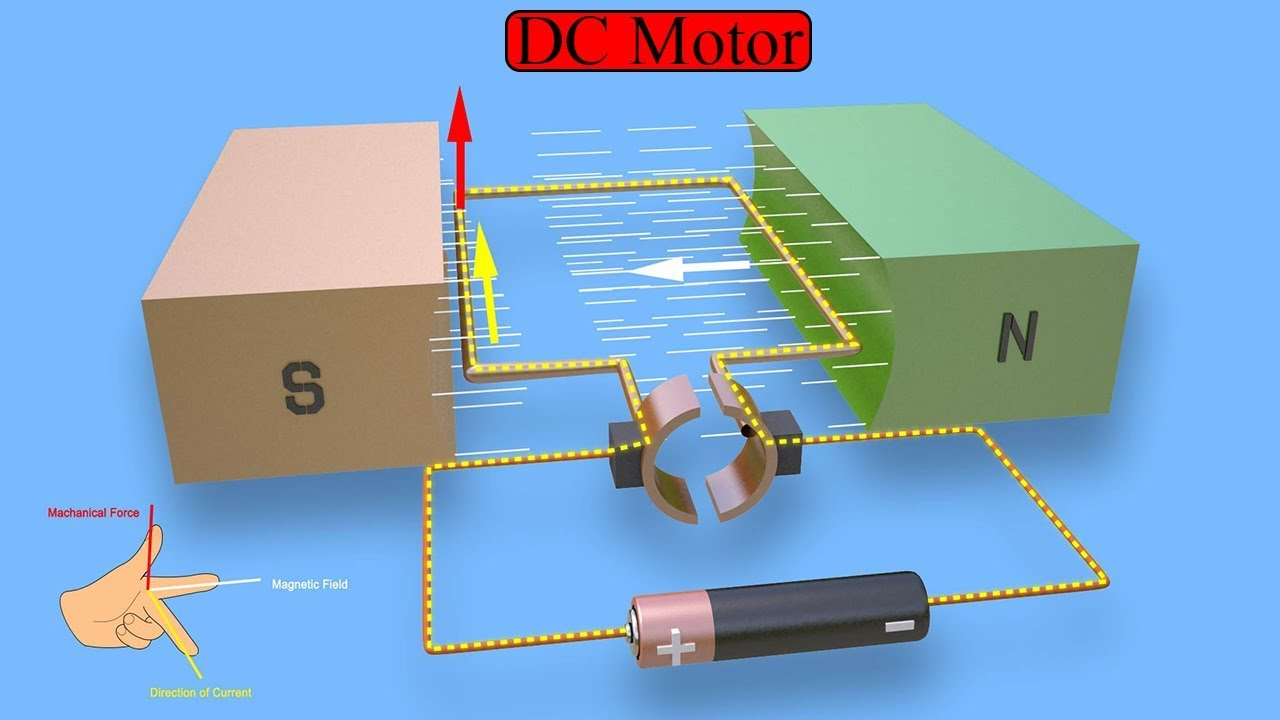 DC Motor
S
N
Machanical Force
Magnetic Field
Direction of Current
+
-